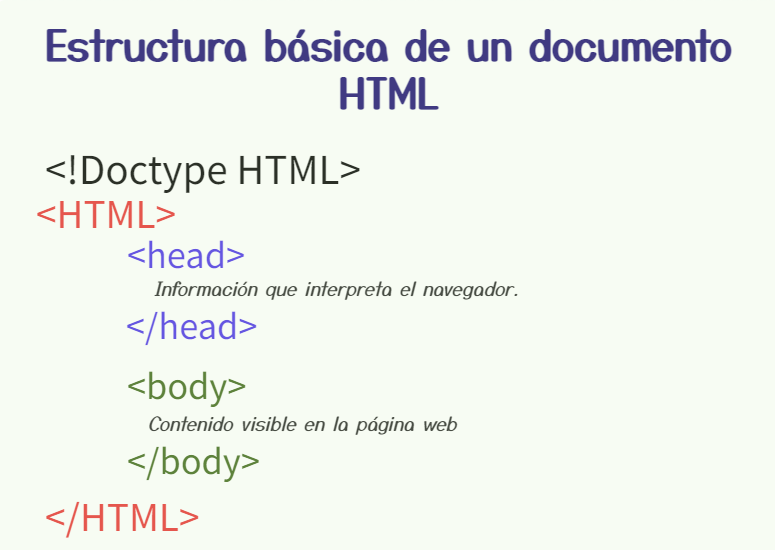 Estructura básica de un documento
HTML
<!Doctype HTML>
<HTML>
<head>
Información que interpreta el navegador.
</head>
<body>
Contenido visible en la página web
</body>
</HTML>